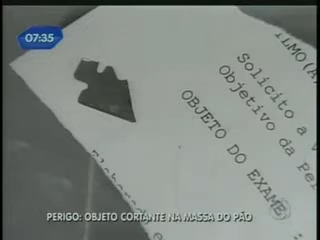 07:35
ILMO(A)
Solicito a v
Objetivo da Pe
OBJETO DO EXAME:
PERIGO: OBJETO CORTANTE NA MASSA DO PÃO